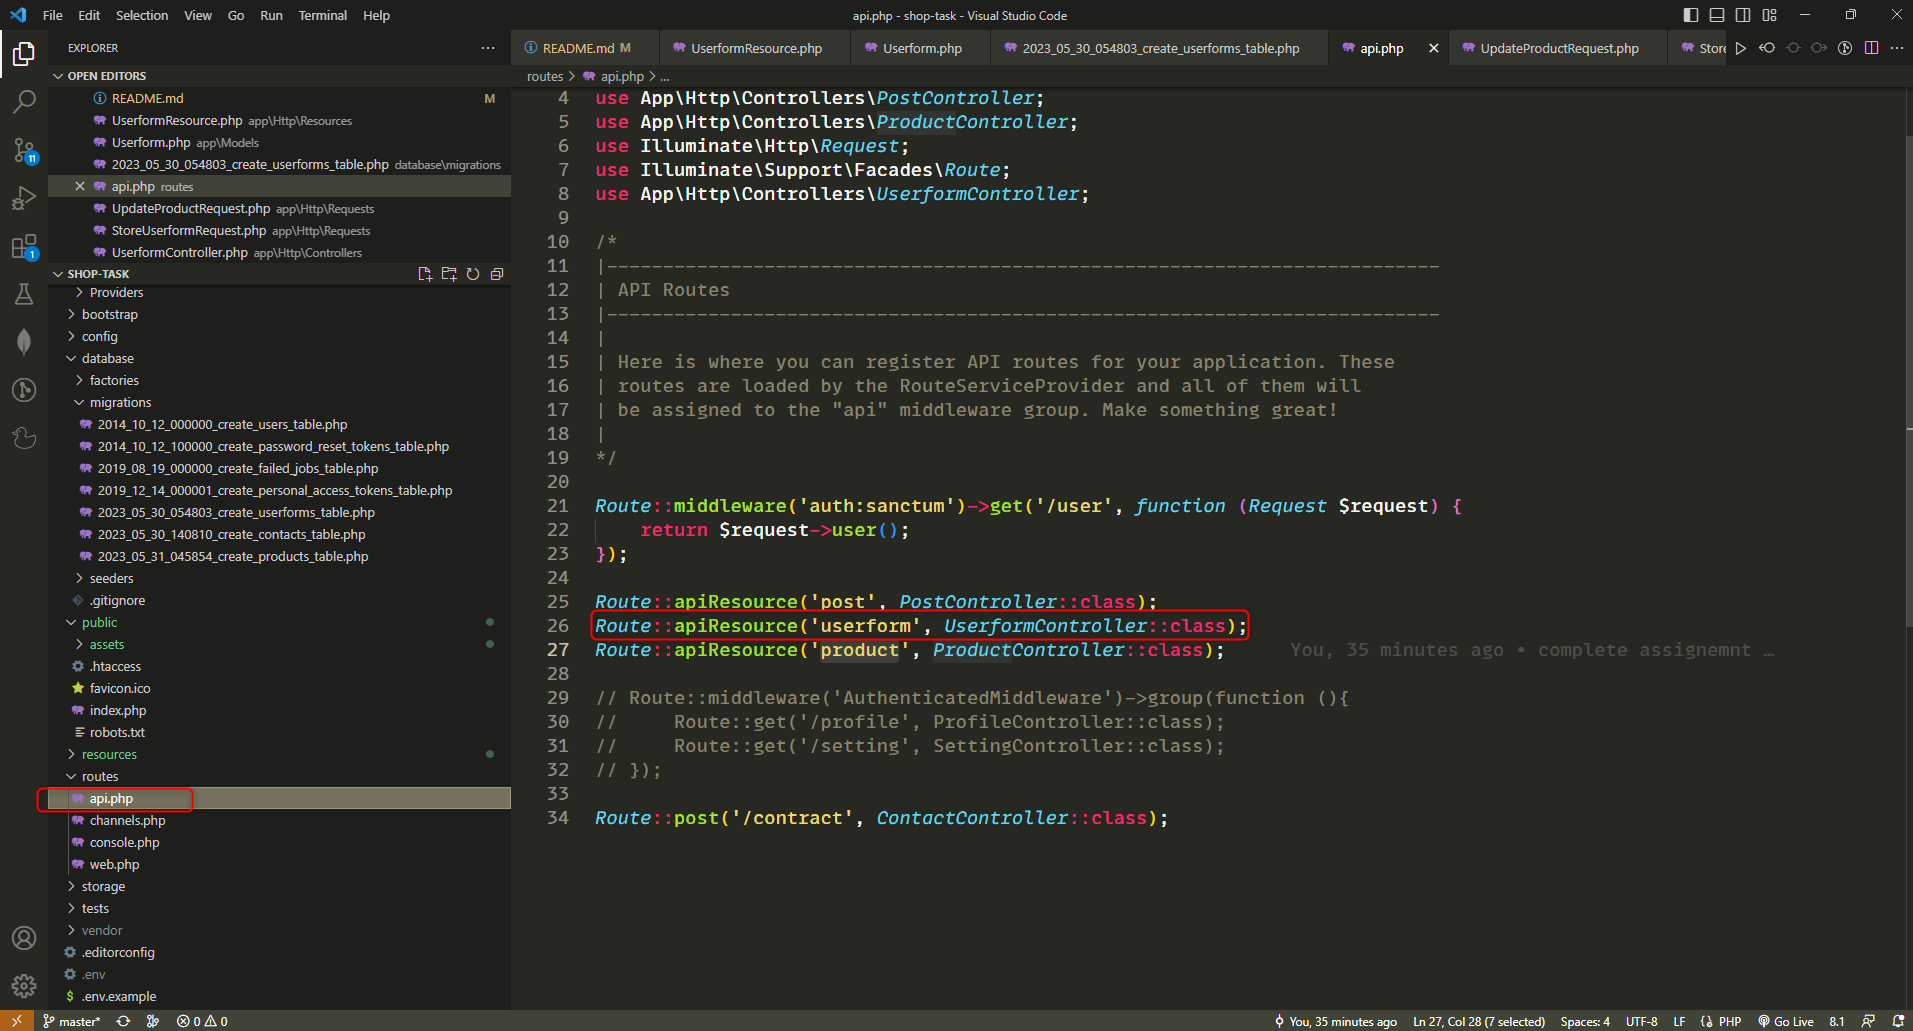 File Edit Selection View Go Run Terminal Help
api.php - shop-task - Visual Studio Code
EXPLORER
OPEN EDITORS
README.md M
UserformResource.php app\Http\Resources
Userform.php app\Models
2023_05_30_054803_create_userforms_table.php database\migrations
api.php routes
UpdateProductRequest.php app\Http\Requests
StoreUserformRequest.php app\Http\Requests
UserformController.php app\Http\Controllers
SHOP-TASK
Providers
bootstrap
config
database
factories
migrations
2014_10_12_000000_create_users_table.php
2014_10_12_100000_create_password_reset_tokens_table.php
2019_08_19_000000_create_failed_jobs_table.php
2019_12_14_000001_create_personal_access_tokens_table.php
2023_05_30_054803_create_userforms_table.php
2023_05_30_140810_create_contacts_table.php
2023_05_31_045854_create_products_table.php
seeders
.gitignore
public
assets
.htaccess
favicon.ico
index.php
robots.txt
resources
routes
api.php
channels.php
console.php
web.php
storage
tests
vendor
.editorconfig
.env
.env.example
11
1
README.md M UserformResource.php Userform.php 2023_05_30_054803_create_userforms_table.php api.php UpdateProductRequest.php Store
routes > api.php > ...
4 use App\Http\Controllers\PostController;
5 use App\Http\Controllers\ProductController;
6 use Illuminate\Http\Request;
7 use Illuminate\Support\Facades\Route;
8 use App\Http\Controllers\UserformController;
9
10 /*
11 |--------------------------------------------------------------------------
12 | API Routes
13 |--------------------------------------------------------------------------
14 |
15 | Here is where you can register API routes for your application. These
16 | routes are loaded by the RouteServiceProvider and all of them will
17 | be assigned to the "api" middleware group. Make something great!
18 |
19 */
20
21 Route::middleware('auth:sanctum')->get('/user', function (Request $request) {
22     return $request->user();
23 });
24
25 Route::apiResource('post', PostController::class);
26 Route::apiResource('userform', UserformController::class);
27 Route::apiResource('product', ProductController::class); You, 35 minutes ago • complete assignemnt …
28
29 // Route::middleware('AuthenticatedMiddleware')->group(function (){
30 //     Route::get('/profile', ProfileController::class);
31 //     Route::get('/setting', SettingController::class);
32 // });
33
34 Route::post('/contract', ContactController::class);
master* 0 0 You, 35 minutes ago Ln 27, Col 28 (7 selected) Spaces: 4 UTF-8 LF PHP Go Live 8.1